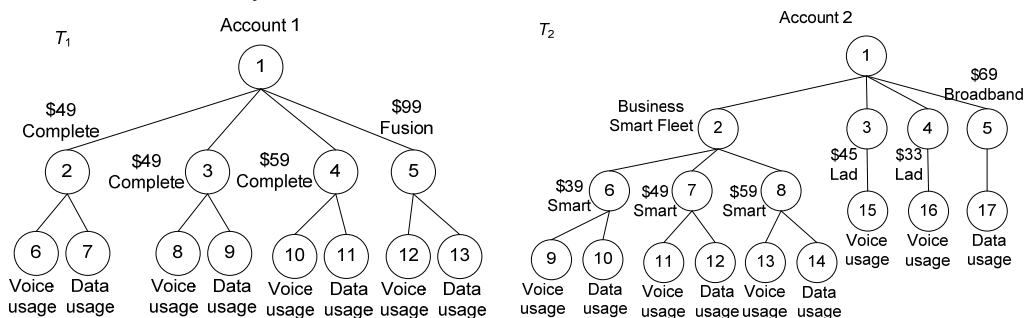 Account 1
T1
1
$49
Complete
$99
Fusion
2
$49
Complete
3
$59
Complete
4
5
6
7
8
9
10
11
12
13
Voice
usage
Data
usage
Voice
usage
Data
usage
Voice
usage
Data
usage
Voice
usage
Data
usage
Account 2
T2
1
$69
Broadband
Business
Smart Fleet
2
3
4
5
$45
Lad
$33
Lad
$39
Smart
6
$49
Smart
7
$59
Smart
8
15
16
17
Voice
usage
Voice
usage
Data
usage
9
10
11
12
13
14
Voice
usage
Data
usage
Voice
usage
Data
usage
Voice
usage
Data
usage